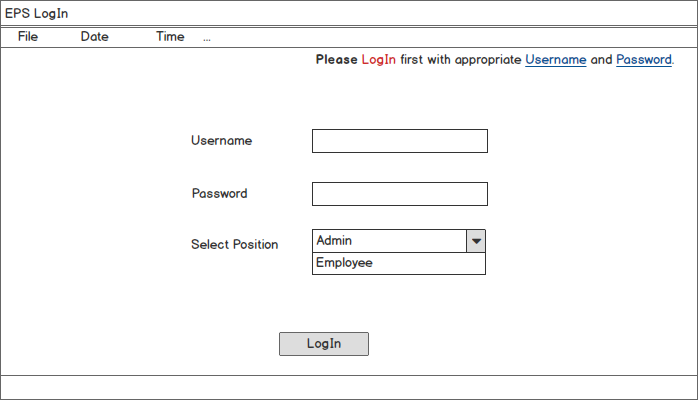 EPS LogIn
File Date Time ...
Please LogIn first with appropriate Username and Password.
Username
Password
Select Position Admin
Employee
LogIn